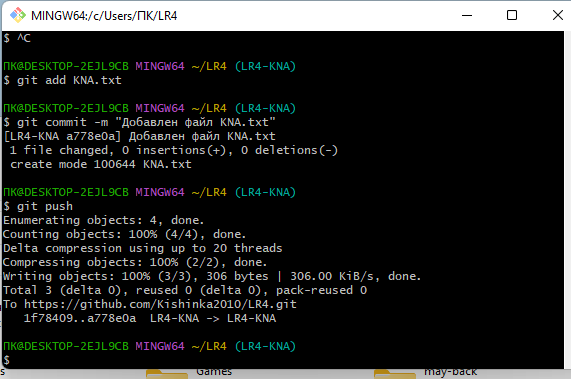 MINGW64:/c/Users/ПК/LR4
$ ^C
ПК@DESKTOP-2EJL9CB MINGW64 ~/LR4 (LR4-KNA)
$ git add KNA.txt
ПК@DESKTOP-2EJL9CB MINGW64 ~/LR4 (LR4-KNA)
$ git commit -m "Добавлен файл KNA.txt"
[LR4-KNA a778e0a] Добавлен файл KNA.txt
1 file changed, 0 insertions(+), 0 deletions(-)
create mode 100644 KNA.txt
ПК@DESKTOP-2EJL9CB MINGW64 ~/LR4 (LR4-KNA)
$ git push
Enumerating objects: 4, done.
Counting objects: 100% (4/4), done.
Delta compression using up to 20 threads
Compressing objects: 100% (2/2), done.
Writing objects: 100% (3/3), 306 bytes | 306.00 KiB/s, done.
Total 3 (delta 0), reused 0 (delta 0), pack-reused 0
To https://github.com/Kishinka2010/LR4.git
1f78409..a778e0a  LR4-KNA -> LR4-KNA
ПК@DESKTOP-2EJL9CB MINGW64 ~/LR4 (LR4-KNA)
$
Games may-back